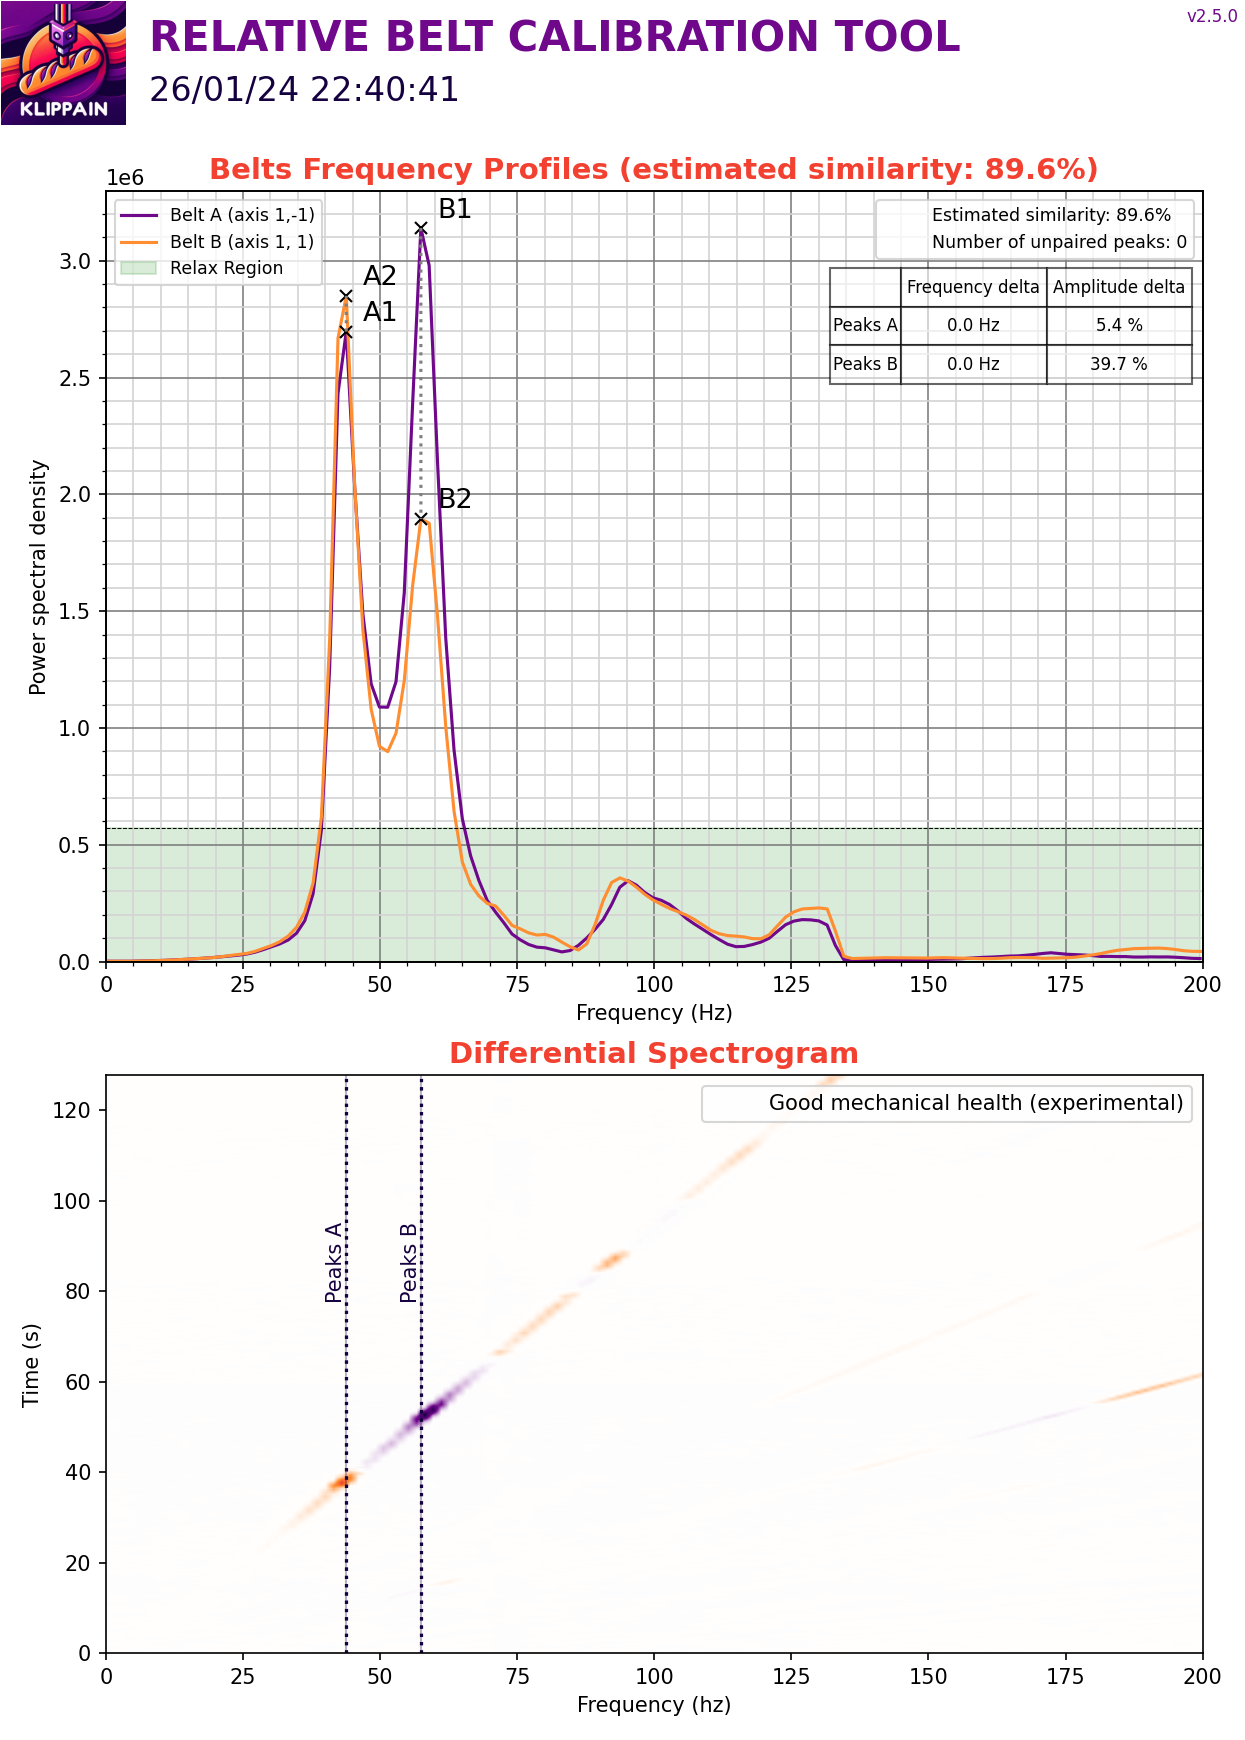 v2.5.0
RELATIVE BELT CALIBRATION TOOL
26/01/24 22:40:41
KLIPPAIN
Belts Frequency Profiles (estimated similarity: 89.6%)
1e6
Belt A (axis 1,-1)
Belt B (axis 1, 1)
Relax Region
Estimated similarity: 89.6%
Number of unpaired peaks: 0
Frequency delta Amplitude delta
Peaks A 0.0 Hz 5.4 %
Peaks B 0.0 Hz 39.7 %
B1
A2
A1
B2
Power spectral density
3.0
2.5
2.0
1.5
1.0
0.5
0.0
0 25 50 75 100 125 150 175 200
Frequency (Hz)
Differential Spectrogram
Good mechanical health (experimental)
Peaks A
Peaks B
Time (s)
120
100
80
60
40
20
0
0 25 50 75 100 125 150 175 200
Frequency (hz)